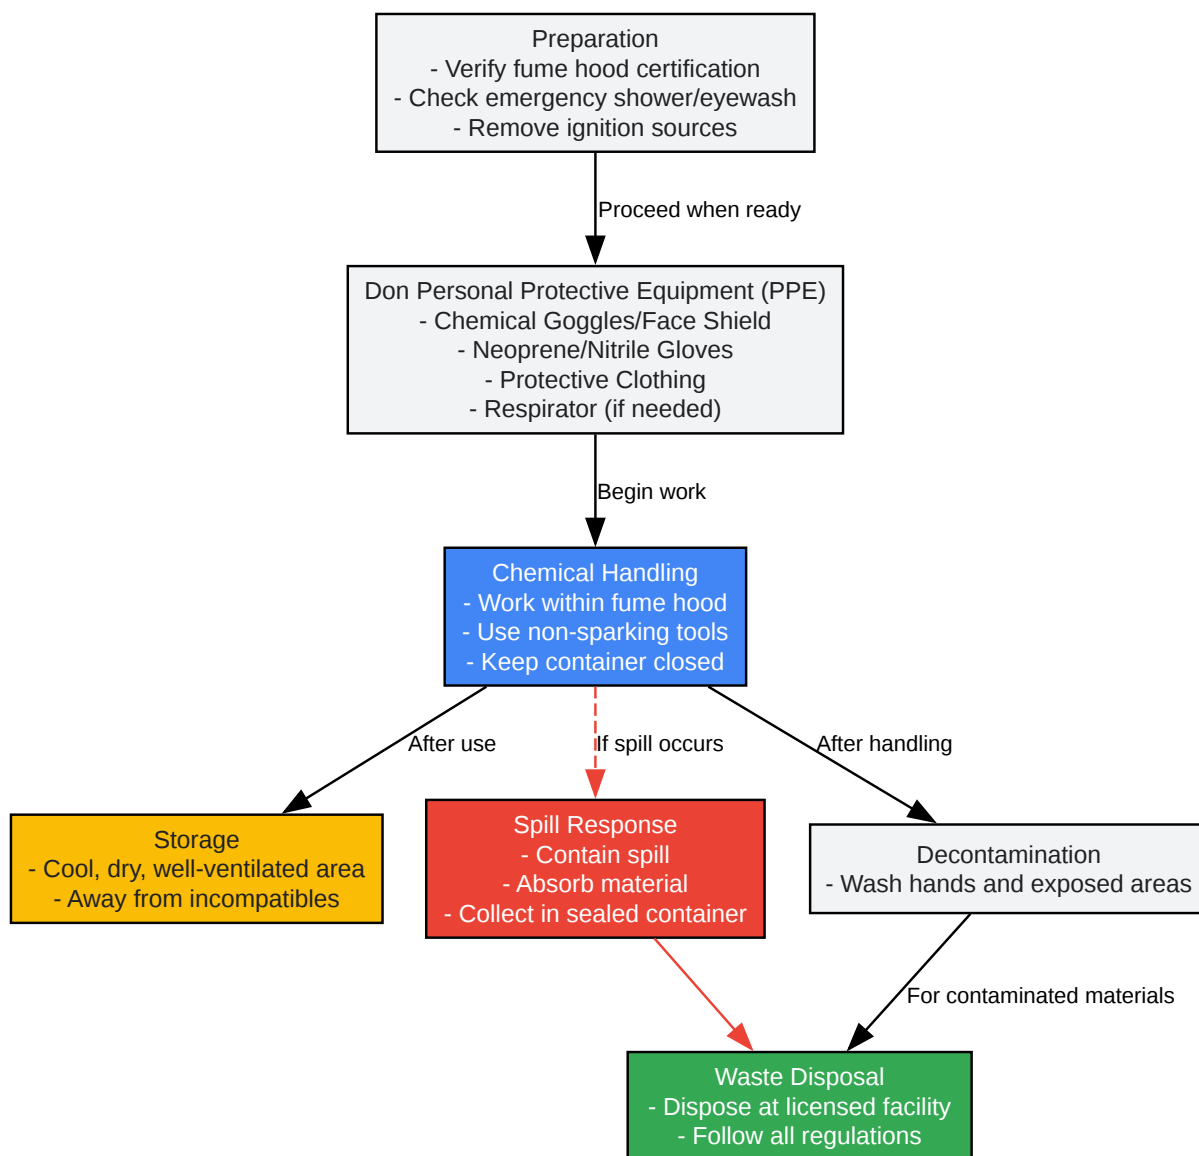 Preparation
- Verify fume hood certification
- Check emergency shower/eyewash
- Remove ignition sources
Proceed when ready
Don Personal Protective Equipment (PPE)
- Chemical Goggles/Face Shield
- Neoprene/Nitrile Gloves
- Protective Clothing
- Respirator (if needed)
Begin work
Chemical Handling
- Work within fume hood
- Use non-sparking tools
- Keep container closed
After use
If spill occurs
After handling
Storage
- Cool, dry, well-ventilated area
- Away from incompatibles
Spill Response
- Contain spill
- Absorb material
- Collect in sealed container
Decontamination
- Wash hands and exposed areas
For contaminated materials
Waste Disposal
- Dispose at licensed facility
- Follow all regulations